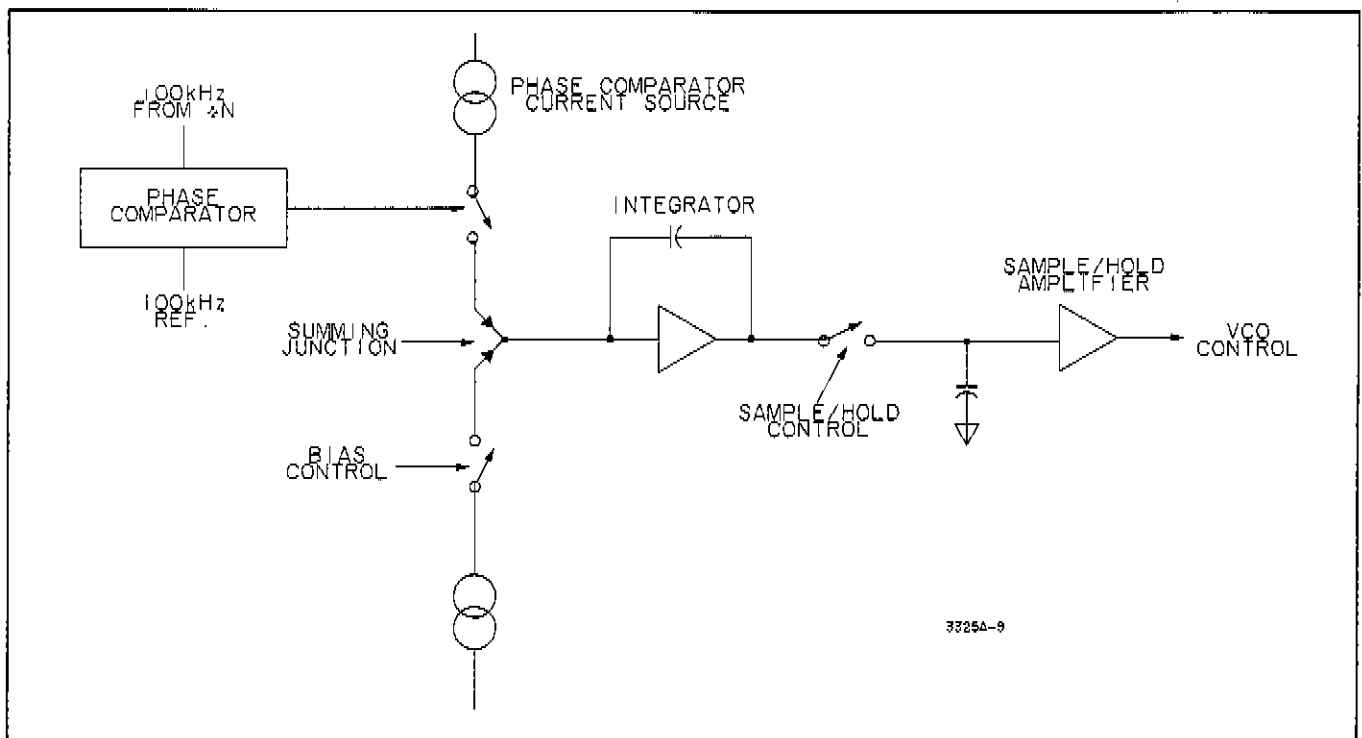 100kHz
FROM ÷N
PHASE COMPARATOR
CURRENT SOURCE
PHASE
COMPARATOR
INTEGRATOR
100kHz
REF.
SUMMING
JUNCTION
SAMPLE/HOLD
AMPLIFIER
VCO
CONTROL
SAMPLE/HOLD
CONTROL
BIAS
CONTROL
3325A-9